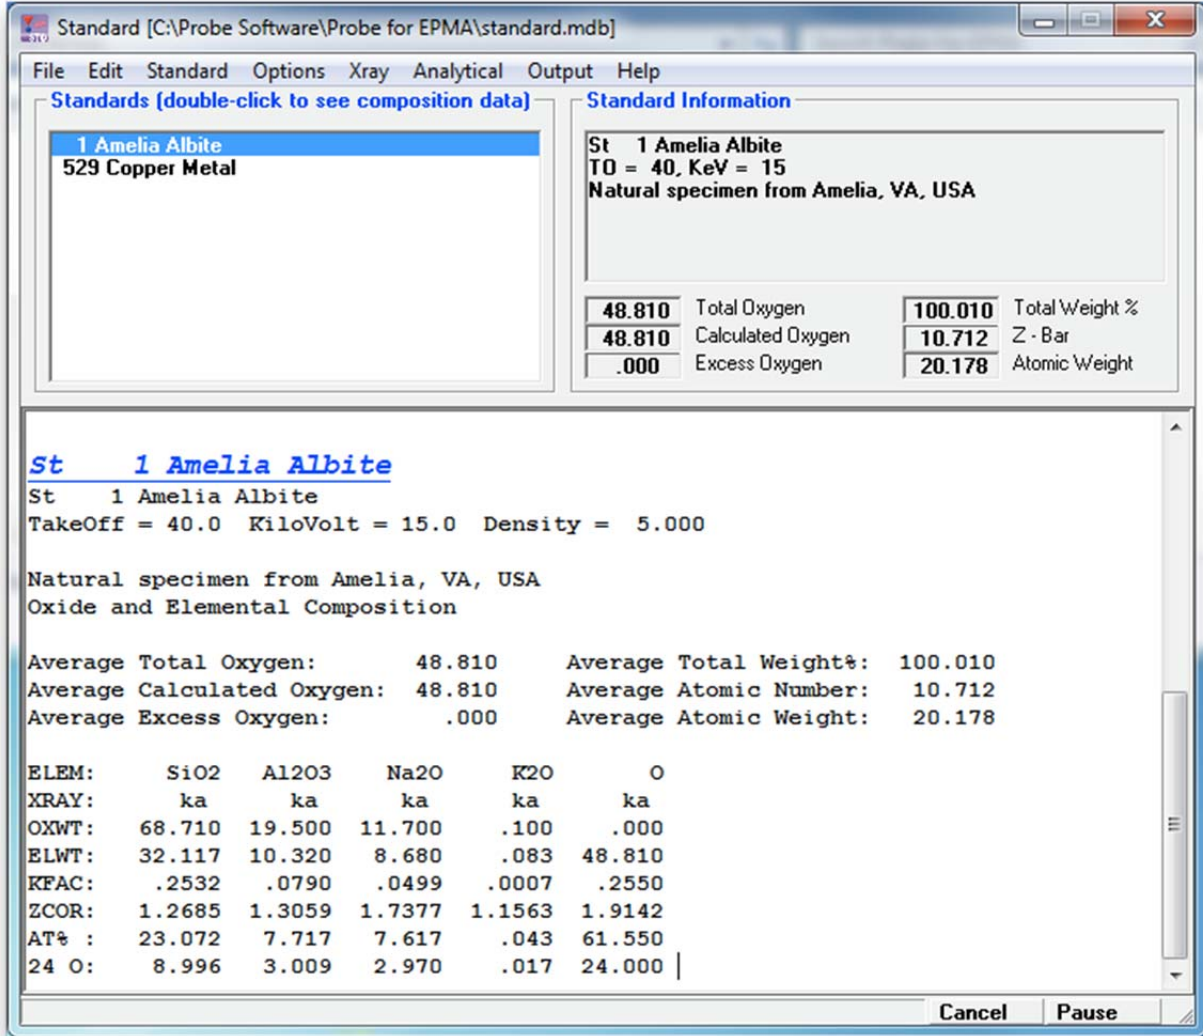 Standard [C:\Probe Software\Probe for EPMA\standard.mdb]
File Edit Standard Options Xray Analytical Output Help
Standards (double-click to see composition data)
1 Amelia Albite
529 Copper Metal
Standard Information
St 1 Amelia Albite
TO = 40, KeV = 15
Natural specimen from Amelia, VA, USA
48.810 Total Oxygen 100.010 Total Weight %
48.810 Calculated Oxygen 10.712 Z - Bar
.000 Excess Oxygen 20.178 Atomic Weight
St 1 Amelia Albite
St 1 Amelia Albite
TakeOff = 40.0 KiloVolt = 15.0 Density = 5.000
Natural specimen from Amelia, VA, USA
Oxide and Elemental Composition
Average Total Oxygen: 48.810 Average Total Weight%: 100.010
Average Calculated Oxygen: 48.810 Average Atomic Number: 10.712
Average Excess Oxygen: .000 Average Atomic Weight: 20.178
ELEM: SiO2 Al2O3 Na2O K2O O
XRAY: ka ka ka ka ka
OXWT: 68.710 19.500 11.700 .100 .000
ELWT: 32.117 10.320 8.680 .083 48.810
KFAC: .2532 .0790 .0499 .0007 .2550
ZCOR: 1.2685 1.3059 1.7377 1.1563 1.9142
AT% : 23.072 7.717 7.617 .043 61.550
24 O: 8.996 3.009 2.970 .017 24.000
Cancel Pause